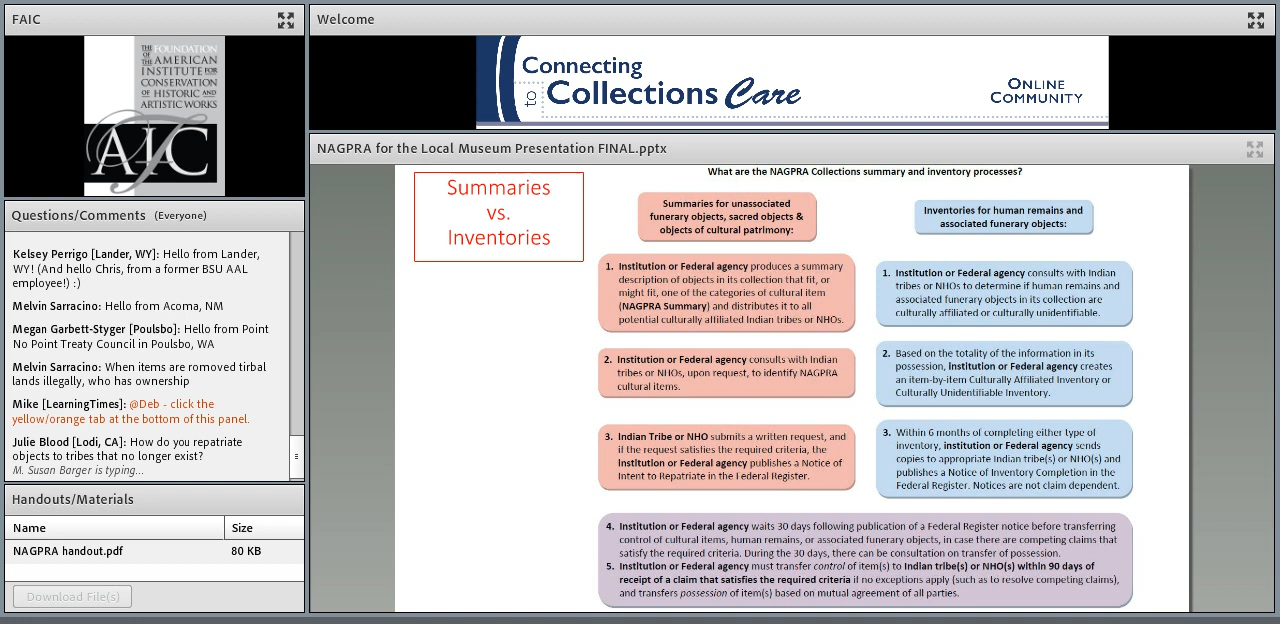 FAIC
THE FOUNDATION
OF THE AMERICAN
INSTITUTE FOR
CONSERVATION
OF HISTORIC AND
ARTISTIC WORKS
AIC
Questions/Comments (Everyone)
Kelsey Perrigo [Lander, WY]: Hello from Lander,
WY! (And hello Chris, from a former BSU AAL
employee!) :)
Melvin Sarracino: Hello from Acoma, NM
Megan Garbett-Styger [Poulsbo]: Hello from Point
No Point Treaty Council in Poulsbo, WA
Melvin Sarracino: When items are romoved tirbal
lands illegally, who has ownership
Mike [LearningTimes]: @Deb - click the
yellow/orange tab at the bottom of this panel.
Julie Blood [Lodi, CA]: How do you repatriate
objects to tribes that no longer exist?
M. Susan Barger is typing...
Handouts/Materials
Name Size
NAGPRA handout.pdf 80 KB
Download File(s)
Welcome
Connecting
to Collections Care
ONLINE
COMMUNITY
NAGPRA for the Local Museum Presentation FINAL.pptx
Summaries
vs.
Inventories
What are the NAGPRA Collections summary and inventory processes?
Summaries for unassociated
funerary objects, sacred objects &
objects of cultural patrimony:
1. Institution or Federal agency produces a summary
description of objects in its collection that fit, or
might fit, one of the categories of cultural item
(NAGPRA Summary) and distributes it to all
potential culturally affiliated Indian tribes or NHOs.
2. Institution or Federal agency consults with Indian
tribes or NHOs, upon request, to identify NAGPRA
cultural items.
3. Indian Tribe or NHO submits a written request, and
if the request satisfies the required criteria, the
Institution or Federal agency publishes a Notice of
Intent to Repatriate in the Federal Register.
Inventories for human remains and
associated funerary objects:
1. Institution or Federal agency consults with Indian
tribes or NHOs to determine if human remains and
associated funerary objects in its collection are
culturally affiliated or culturally unidentifiable.
2. Based on the totality of the information in its
possession, institution or Federal agency creates
an item-by-item Culturally Affiliated Inventory or
Culturally Unidentifiable Inventory.
3. Within 6 months of completing either type of
inventory, institution or Federal agency sends
copies to appropriate Indian tribe(s) or NHO(s) and
publishes a Notice of Inventory Completion in the
Federal Register. Notices are not claim dependent.
4. Institution or Federal agency waits 30 days following publication of a Federal Register notice before transferring
control of cultural items, human remains, or associated funerary objects, in case there are competing claims that
satisfy the required criteria. During the 30 days, there can be consultation on transfer of possession.
5. Institution or Federal agency must transfer control of item(s) to Indian tribe(s) or NHO(s) within 90 days of
receipt of a claim that satisfies the required criteria if no exceptions apply (such as to resolve competing claims),
and transfers possession of item(s) based on mutual agreement of all parties.